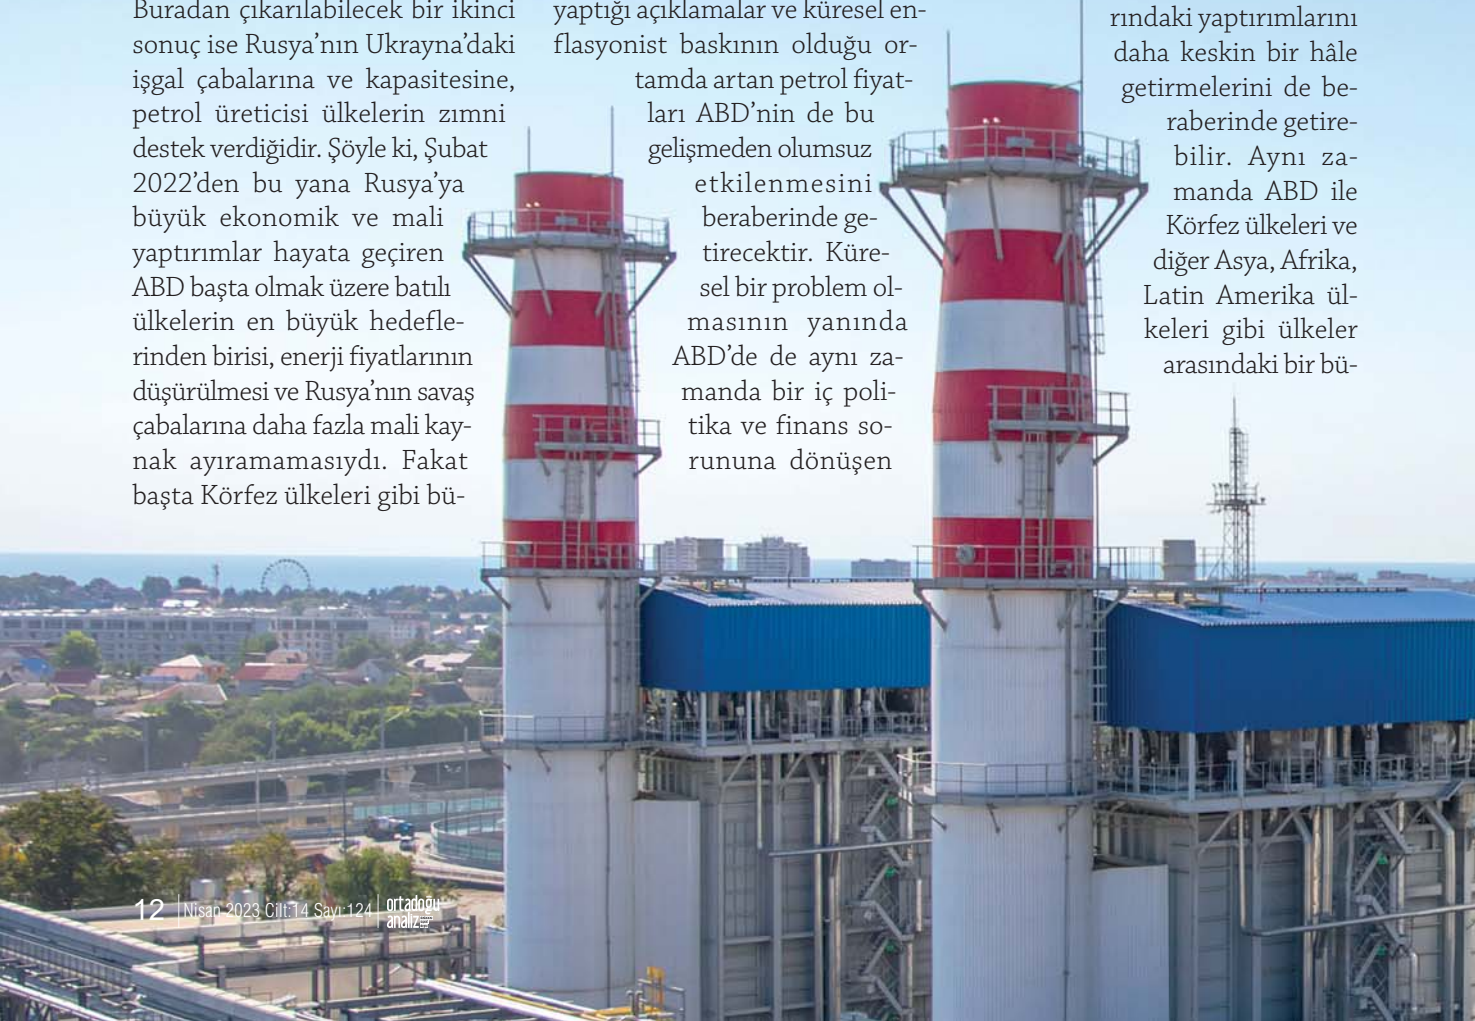 Buradan çıkarılabilecek bir ikinci
sonuç ise Rusya’nın Ukrayna’daki
işgal çabalarına ve kapasitesine,
petrol üreticisi ülkelerin zımni
destek verdiğidir. Şöyle ki, Şubat
2022’den bu yana Rusya’ya
büyük ekonomik ve mali
yaptırımlar hayata geçiren
ABD başta olmak üzere batılı
ülkelerin en büyük hedefle-
rinden birisi, enerji fiyatlarının
düşürülmesi ve Rusya’nın savaş
çabalarına daha fazla mali kay-
nak ayıramamasıydı. Fakat
başta Körfez ülkeleri gibi bü-
yaptığı açıklamalar ve küresel en-
flasyonist baskının olduğu or-
tamda artan petrol fiyat-
ları ABD’nin de bu
gelişmeden olumsuz
etkilenmesini
beraberinde ge-
tirecektir. Küre-
sel bir problem ol-
masının yanında
ABD’de de aynı za-
manda bir iç poli-
tika ve finans so-
rununa dönüşen
rındaki yaptırımlarını
daha keskin bir hâle
getirmelerini de be-
raberinde getire-
bilir. Aynı za-
manda ABD ile
Körfez ülkeleri ve
diğer Asya, Afrika,
Latin Amerika ül-
keleri gibi ülkeler
arasındaki bir bü-
12 Nisan 2023 Cilt:14 Sayı:124 ortadoğu
analiz